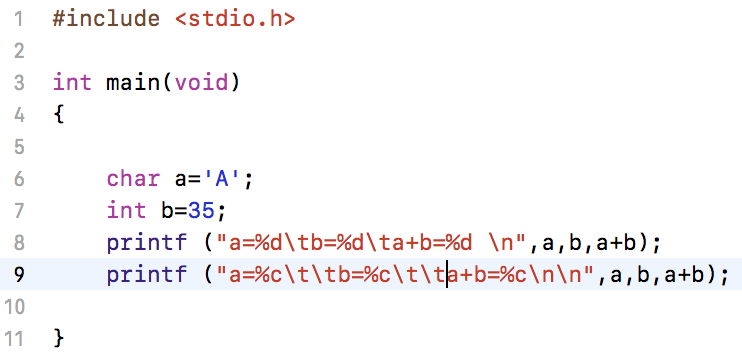 1 #include <stdio.h>
2
3 int main(void)
4 {
5
6 char a='A';
7 int b=35;
8 printf ("a=%d\tb=%d\ta+b=%d \n",a,b,a+b);
9 printf ("a=%c\t\tb=%c\t\ta+b=%c\n\n",a,b,a+b);
10
11 }